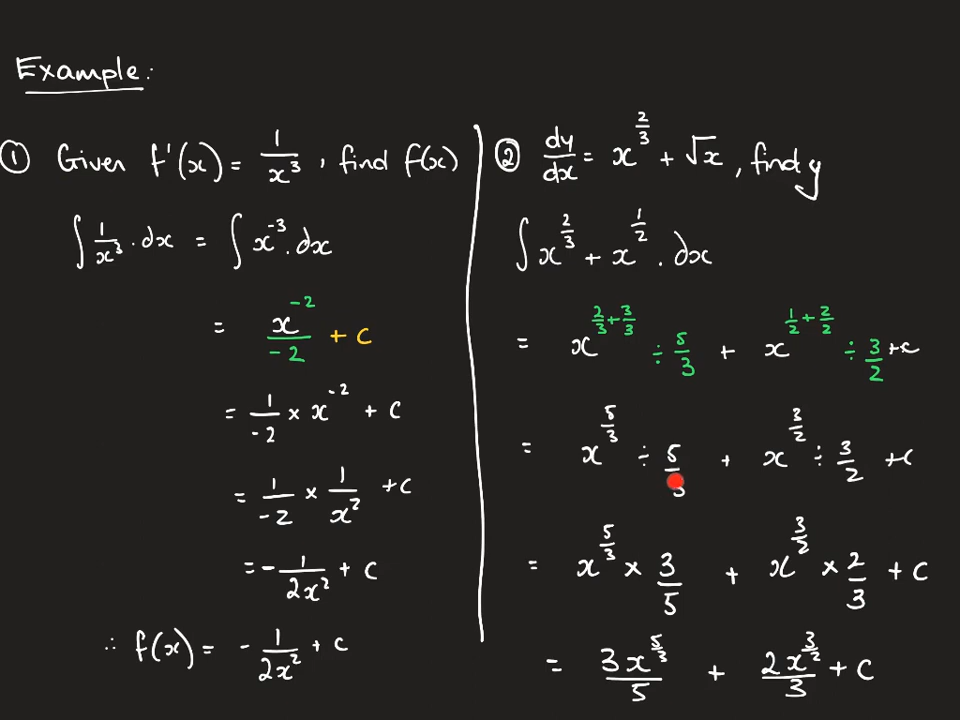 Example:
① Given f'(x) = 1/x³, find f(x)
∫ 1/x³ . dx = ∫ x⁻³ . dx
= x⁻²/-2 + c
= 1/-2 × x⁻² + c
= 1/-2 × 1/x² + c
= - 1/2x² + c
∴ f(x) = - 1/2x² + c
② dy/dx = x^(2/3) + √x, find y
∫ x^(2/3) + x^(1/2) . dx
= x^(2/3 + 3/3) ÷ 5/3 + x^(1/2 + 2/2) ÷ 3/2 + c
= x^(5/3) ÷ 5/3 + x^(3/2) ÷ 3/2 + c
= x^(5/3) × 3/5 + x^(3/2) × 2/3 + c
= 3x^(5/3)/5 + 2x^(3/2)/3 + c